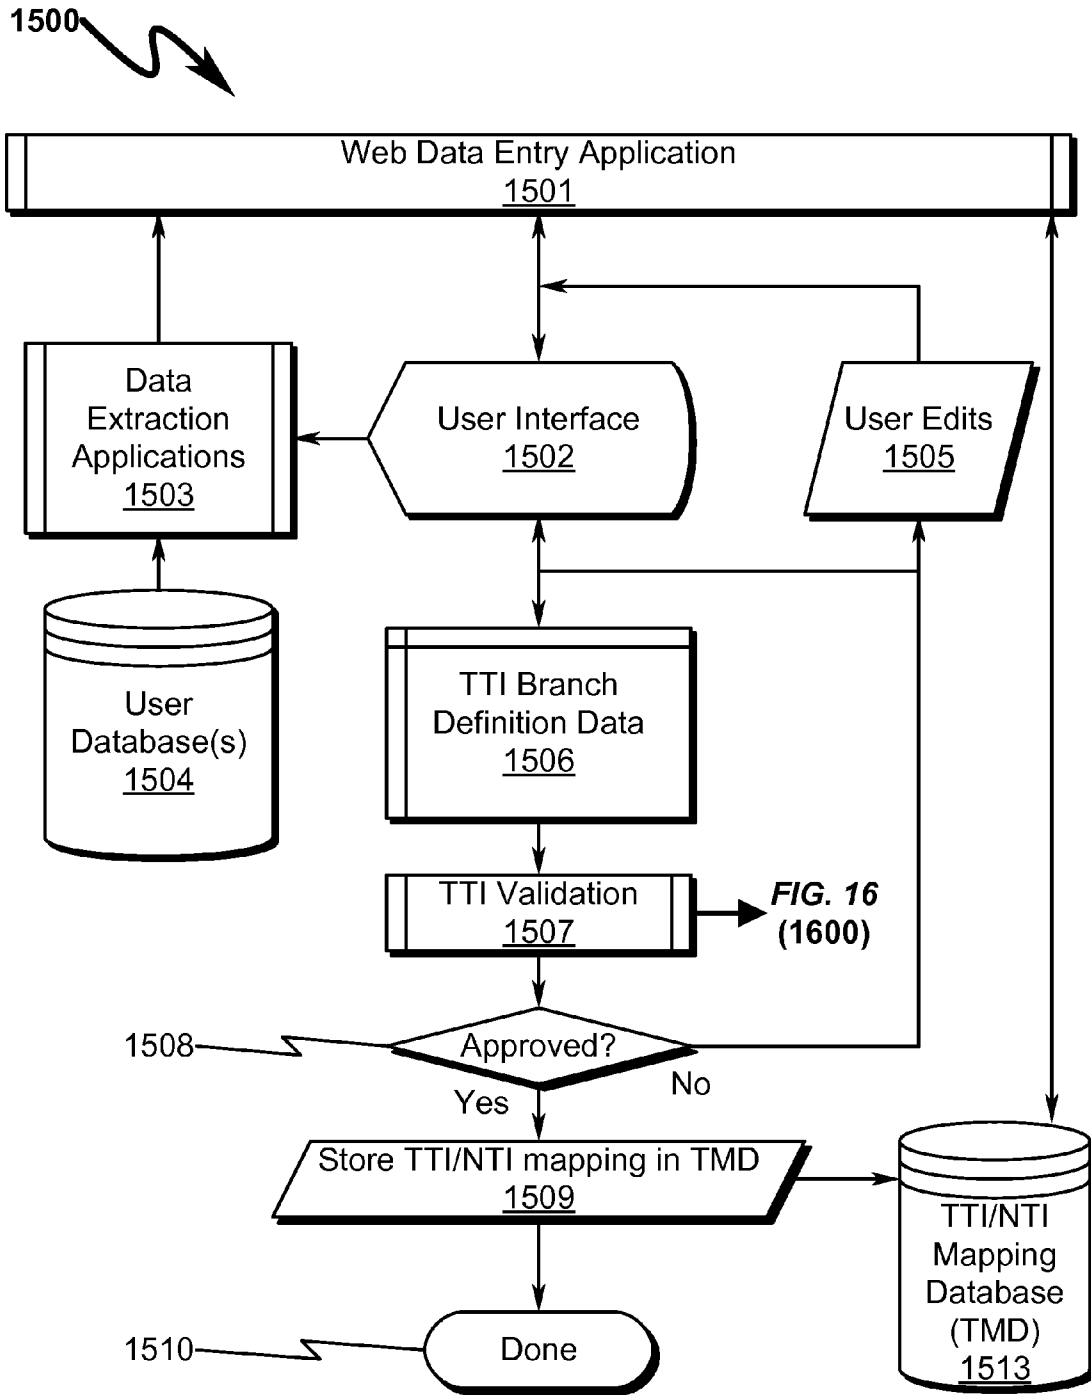 1500
Web Data Entry Application
1501
Data
Extraction
Applications
1503
User Interface
1502
User Edits
1505
User
Database(s)
1504
TTI Branch
Definition Data
1506
TTI Validation
1507
FIG. 16
(1600)
1508
Approved?
Yes
No
Store TTI/NTI mapping in TMD
1509
TTI/NTI
Mapping
Database
(TMD)
1513
1510
Done